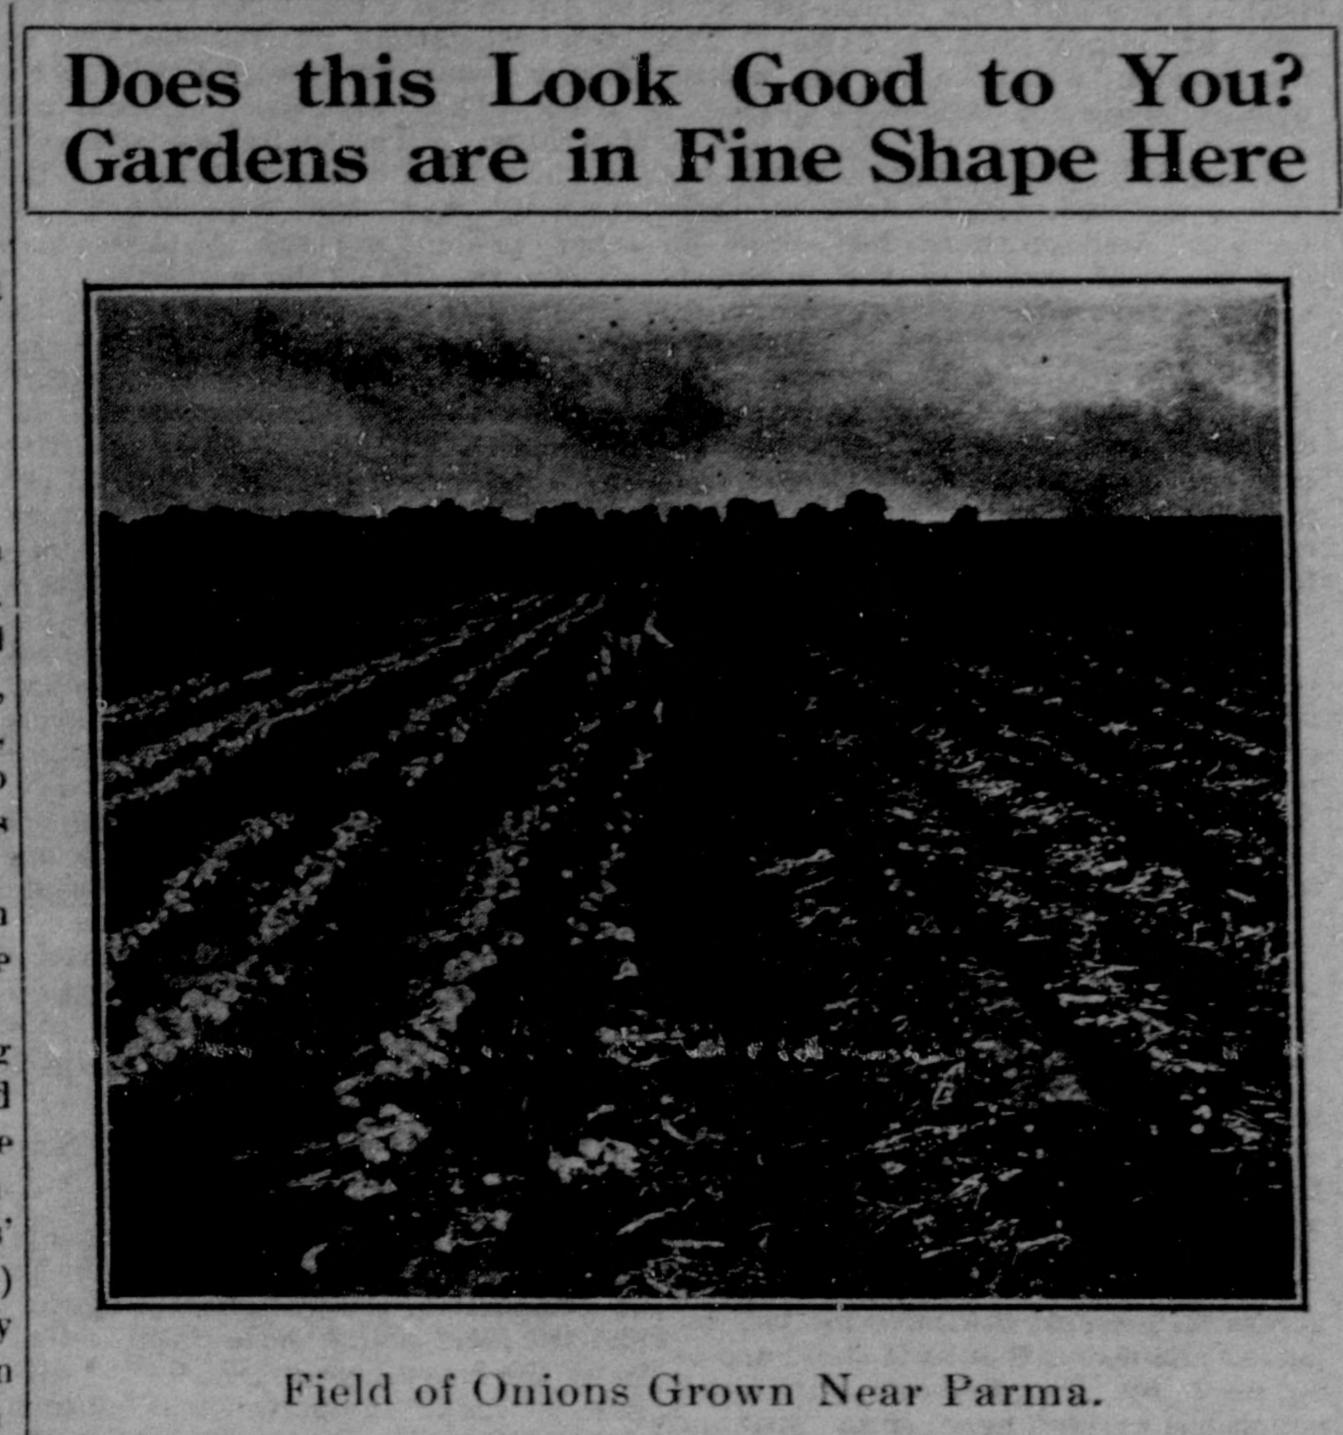 Does this Look Good to You?
Gardens are in Fine Shape Here
Field of Onions Grown Near Parma.